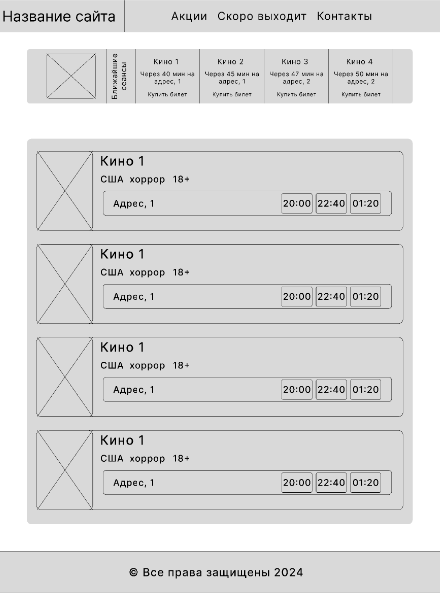 Название сайта
Акции Скоро выходит Контакты
Ближайшие
сеансы
Кино 1
Через 40 мин на
адрес, 1
Купить билет
Кино 2
Через 45 мин на
адрес, 1
Купить билет
Кино 3
Через 47 мин на
адрес, 2
Купить билет
Кино 4
Через 50 мин на
адрес, 2
Купить билет
Кино 1
США хоррор 18+
Адрес, 1 20:00 22:40 01:20
Кино 1
США хоррор 18+
Адрес, 1 20:00 22:40 01:20
Кино 1
США хоррор 18+
Адрес, 1 20:00 22:40 01:20
Кино 1
США хоррор 18+
Адрес, 1 20:00 22:40 01:20
© Все права защищены 2024